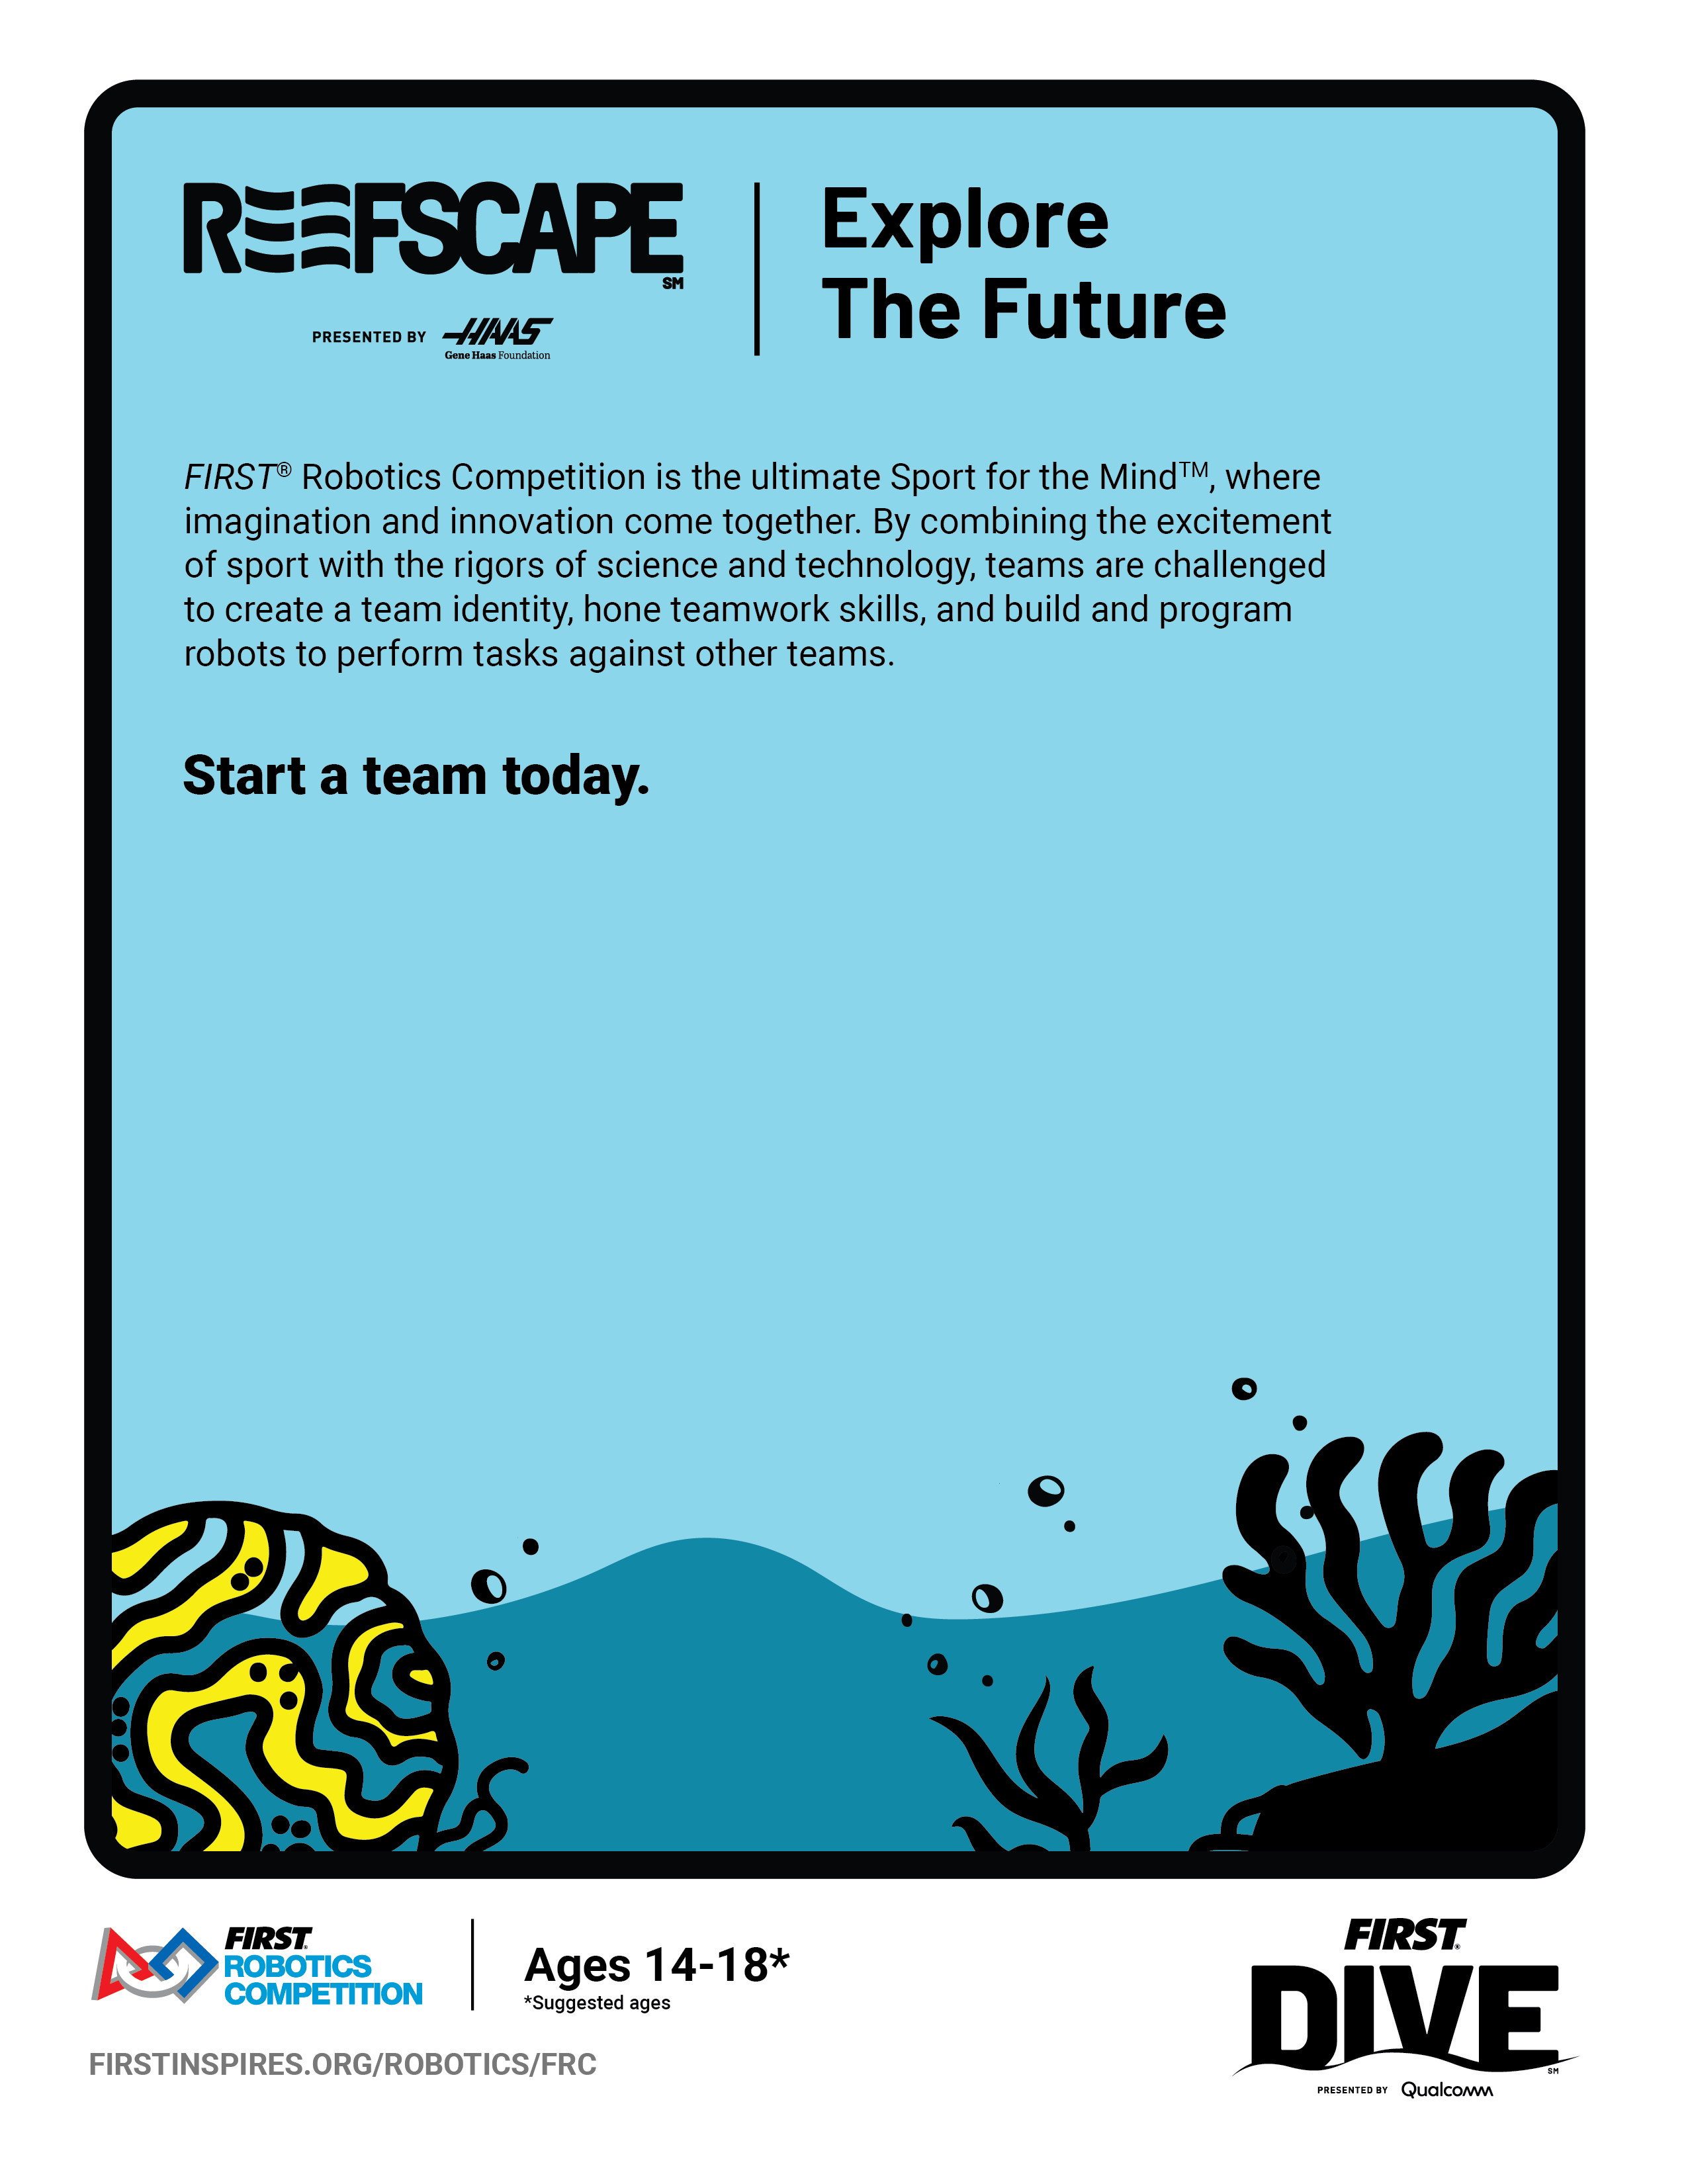 REEFSCAPE
SM
PRESENTED BY HAAS
Gene Haas Foundation
Explore
The Future
FIRST® Robotics Competition is the ultimate Sport for the Mind™, where
imagination and innovation come together. By combining the excitement
of sport with the rigors of science and technology, teams are challenged
to create a team identity, hone teamwork skills, and build and program
robots to perform tasks against other teams.
Start a team today.
FIRST®
ROBOTICS
COMPETITION
Ages 14-18*
*Suggested ages
FIRSTINSPIRES.ORG/ROBOTICS/FRC
FIRST®
DIVE
SM
PRESENTED BY Qualcomm